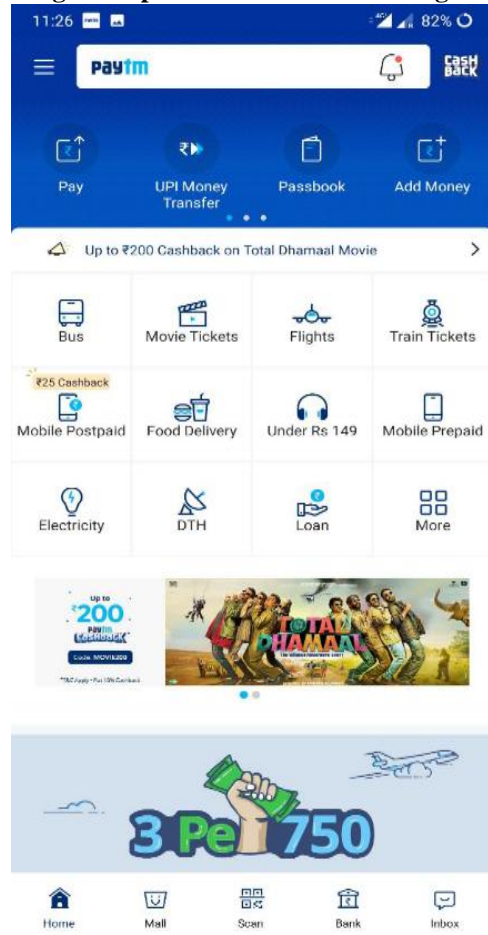 11:26
82%
paytm
CASH
BACK
Pay
UPI Money
Transfer
Passbook
Add Money
Up to ₹200 Cashback on Total Dhamaal Movie
Bus
Movie Tickets
Flights
Train Tickets
₹25 Cashback
Mobile Postpaid
Food Delivery
Under Rs 149
Mobile Prepaid
Electricity
DTH
Loan
More
Up to
₹200
paytm
CASHBACK
Code: MOVIE200
TOTAL
DHAMAAL
3 Pe 750
Home
Mall
Scan
Bank
Inbox